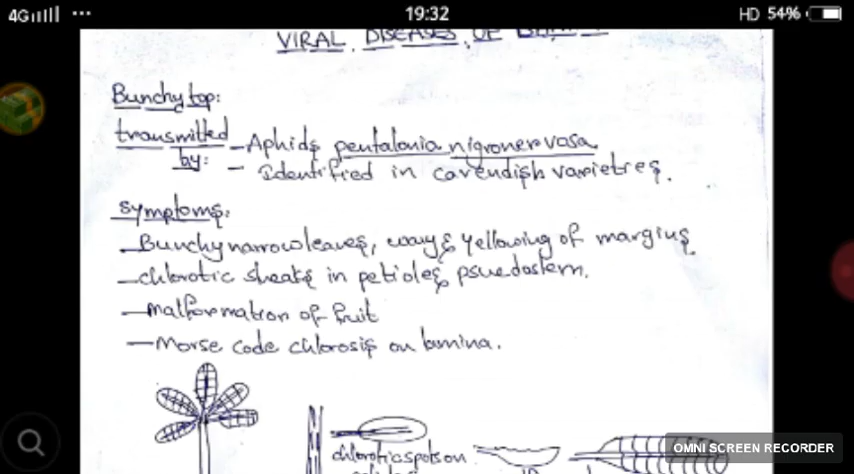 4G ... 19:32 HD 54%
VIRAL DISEASES OF
Bunchy top:
transmitted by: - Aphids pentalonia nigronervosa
- Identified in cavendish varietres.
symptoms:
- Bunchy narrow leaves, wavy & yellowing of margins
- chlorotic streaks in petioles psuedostem.
- malformation of fruit
- Morse code chlorosis on lamina.
chlorotic spots on
OMNI SCREEN RECORDER